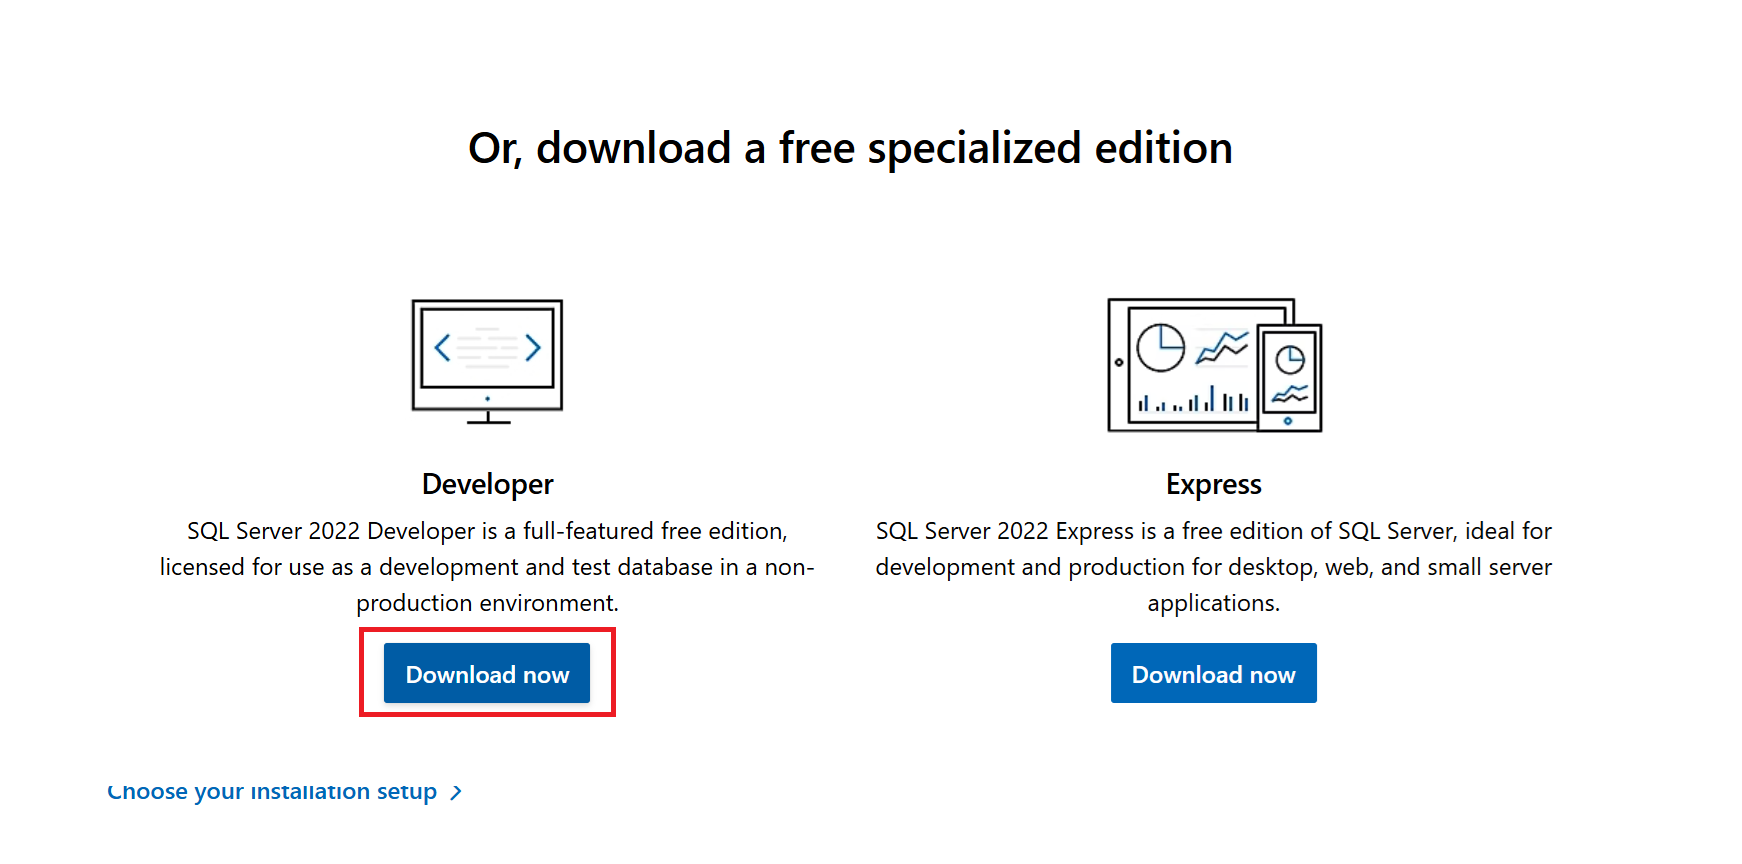 Or, download a free specialized edition
Developer
SQL Server 2022 Developer is a full-featured free edition,
licensed for use as a development and test database in a non-
production environment.
Download now
Express
SQL Server 2022 Express is a free edition of SQL Server, ideal for
development and production for desktop, web, and small server
applications.
Download now
Choose your installation setup